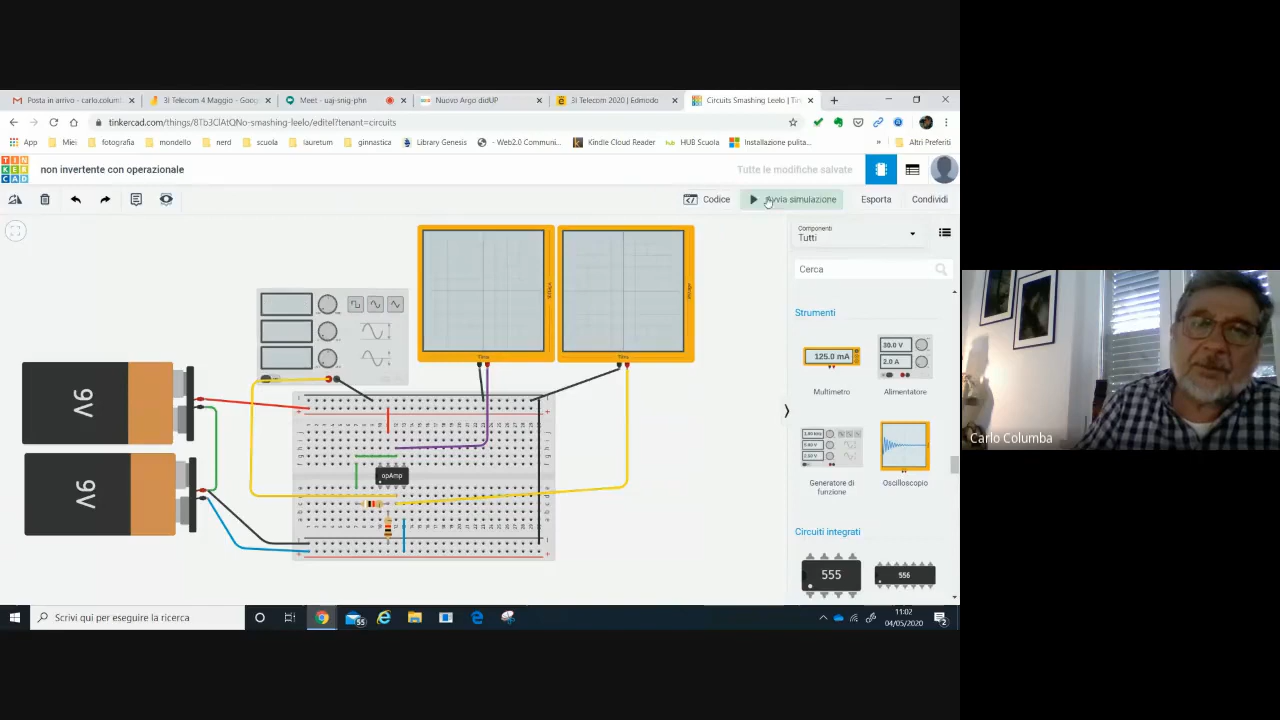 Posta in arrivo - carlo.colum
3I Telecom 4 Maggio - Goog
Meet - uaj-snig-phn
Nuovo Argo didUP
3I Telecom 2020 | Edmodo
Circuits Smashing Leelo | Tin
tinkercad.com/things/8Tb3ClAtQNo-smashing-leelo/editel?tenant=circuits
App
Miei
fotografia
mondello
nerd
scuola
lauretum
ginnastica
Library Genesis
- Web2.0 Communi...
Kindle Cloud Reader
HUB Scuola
Installazione pulita...
»
Altri Preferiti
TIN
KER
CAD
non invertente con operazionale
Tutte le modifiche salvate
Codice
Avvia simulazione
Esporta
Condividi
Componenti
Tutti
Cerca
Strumenti
125.0 mA
30.0 V
2.0 A
Multimetro
Alimentatore
Generatore di
funzione
Oscilloscopio
Circuiti integrati
555
556
9V
9V
opAmp
Carlo Columba
Scrivi qui per eseguire la ricerca
55
11:02
04/05/2020
2